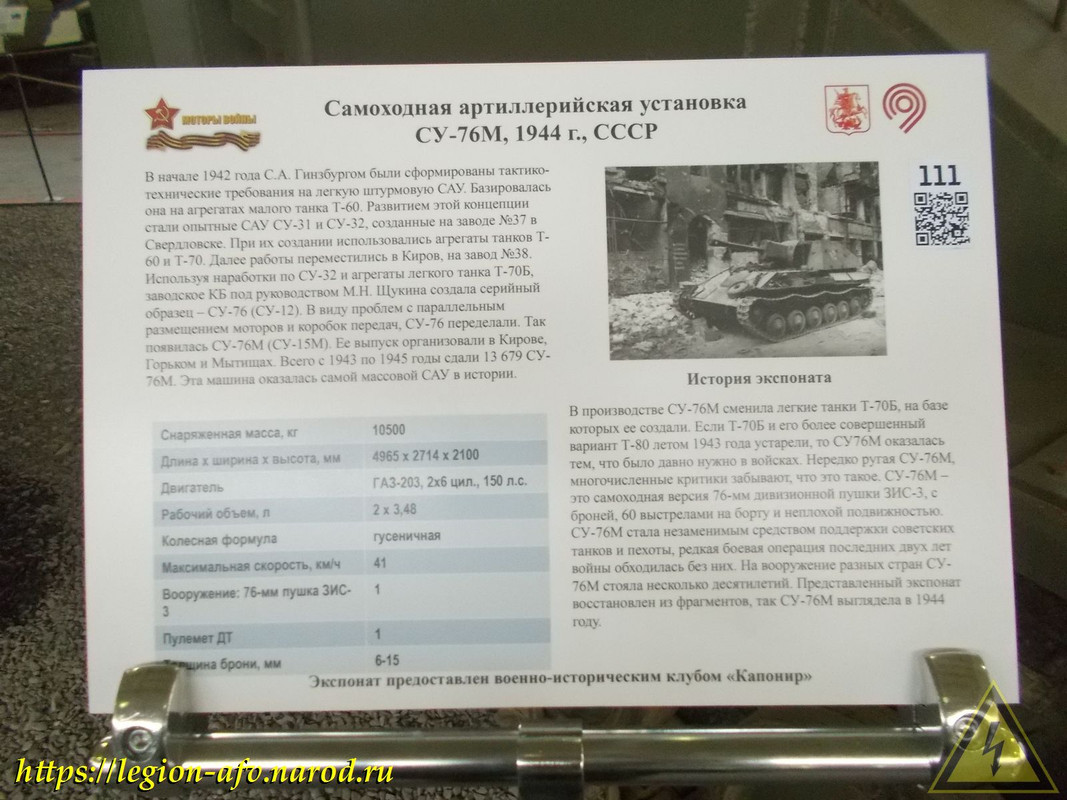 МОТОРЫ ВОЙНЫ
Самоходная артиллерийская установка
СУ-76М, 1944 г., СССР
111
В начале 1942 года С.А. Гинзбургом были сформированы тактико-
технические требования на легкую штурмовую САУ. Базировалась
она на агрегатах малого танка Т-60. Развитием этой концепции
стали опытные САУ СУ-31 и СУ-32, созданные на заводе №37 в
Свердловске. При их создании использовались агрегаты танков Т-
60 и Т-70. Далее работы переместились в Киров, на завод №38.
Используя наработки по СУ-32 и агрегаты легкого танка Т-70Б,
заводское КБ под руководством М.Н. Щукина создала серийный
образец – СУ-76 (СУ-12). В виду проблем с параллельным
размещением моторов и коробок передач, СУ-76 переделали. Так
появилась СУ-76М (СУ-15М). Ее выпуск организовали в Кирове,
Горьком и Мытищах. Всего с 1943 по 1945 годы сдали 13 679 СУ-
76М. Эта машина оказалась самой массовой САУ в истории.
Снаряженная масса, кг 10500
Длина х ширина х высота, мм 4965 х 2714 х 2100
Двигатель ГАЗ-203, 2х6 цил., 150 л.с.
Рабочий объем, л 2 х 3,48
Колесная формула гусеничная
Максимальная скорость, км/ч 41
Вооружение: 76-мм пушка ЗИС- 1
3
Пулемет ДТ 1
Толщина брони, мм 6-15
История экспоната
В производстве СУ-76М сменила легкие танки Т-70Б, на базе
которых ее создали. Если Т-70Б и его более совершенный
вариант Т-80 летом 1943 года устарели, то СУ76М оказалась
тем, что было давно нужно в войсках. Нередко ругая СУ-76М,
многочисленные критики забывают, что это такое. СУ-76М –
это самоходная версия 76-мм дивизионной пушки ЗИС-3, с
броней, 60 выстрелами на борту и неплохой подвижностью.
СУ-76М стала незаменимым средством поддержки советских
танков и пехоты, редкая боевая операция последних двух лет
войны обходилась без них. На вооружение разных стран СУ-
76М стояла несколько десятилетий. Представленный экспонат
восстановлен из фрагментов, так СУ-76М выглядела в 1944
году.
Экспонат предоставлен военно-историческим клубом «Капонир»
https://legion-afo.narod.ru